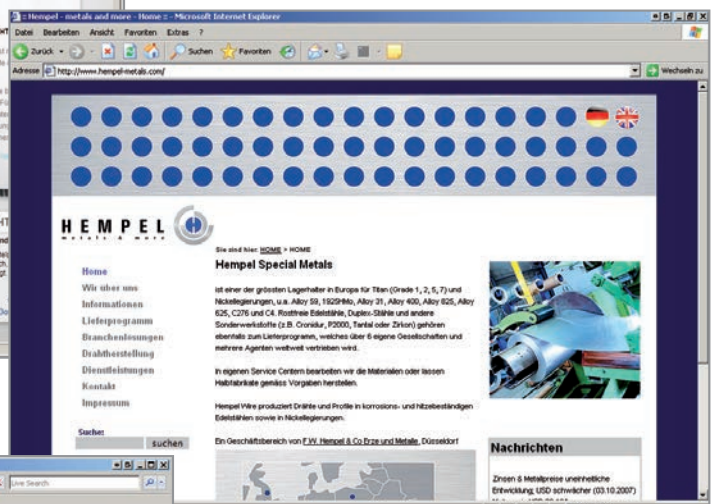 :: Hempel - metals and more - Home :: - Microsoft Internet Explorer
Datei Bearbeiten Ansicht Favoriten Extras ?
Zurück Suchen Favoriten
Adresse http://www.hempel-metals.com/ Wechseln zu
HEMPEL
metals & more
Sie sind hier: HOME > HOME
Hempel Special Metals
ist einer der grössten Lagerhalter in Europa für Titan (Grade 1, 2, 5, 7) und
Nickellegierungen, u.a. Alloy 59, 1925HMo, Alloy 31, Alloy 400, Alloy 825, Alloy
625, C276 und C4. Rostfreie Edelstähle, Duplex-Stähle und andere
Sonderwerkstoffe (z.B. Cronidur, P2000, Tantal oder Zirkon) gehören
ebenfalls zum Lieferprogramm, welches über 6 eigene Gesellschaften und
mehrere Agenten weltweit vertrieben wird.
In eigenen Service Centern bearbeiten wir die Materialien oder lassen
Halbfabrikate gemäss Vorgaben herstellen.
Hempel Wire produziert Drähte und Profile in korrosions- und hitzebeständigen
Edelstählen sowie in Nickellegierungen.
Ein Geschäftsbereich von F.W. Hempel & Co Erze und Metalle, Düsseldorf
Home
Wir über uns
Informationen
Lieferprogramm
Branchenlösungen
Drahtherstellung
Dienstleistungen
Kontakt
Impressum
Suche:
suchen
Nachrichten
Zinsen & Metalpreise uneinheitliche
Entwicklung; USD schwächer (03.10.2007)
Live Search